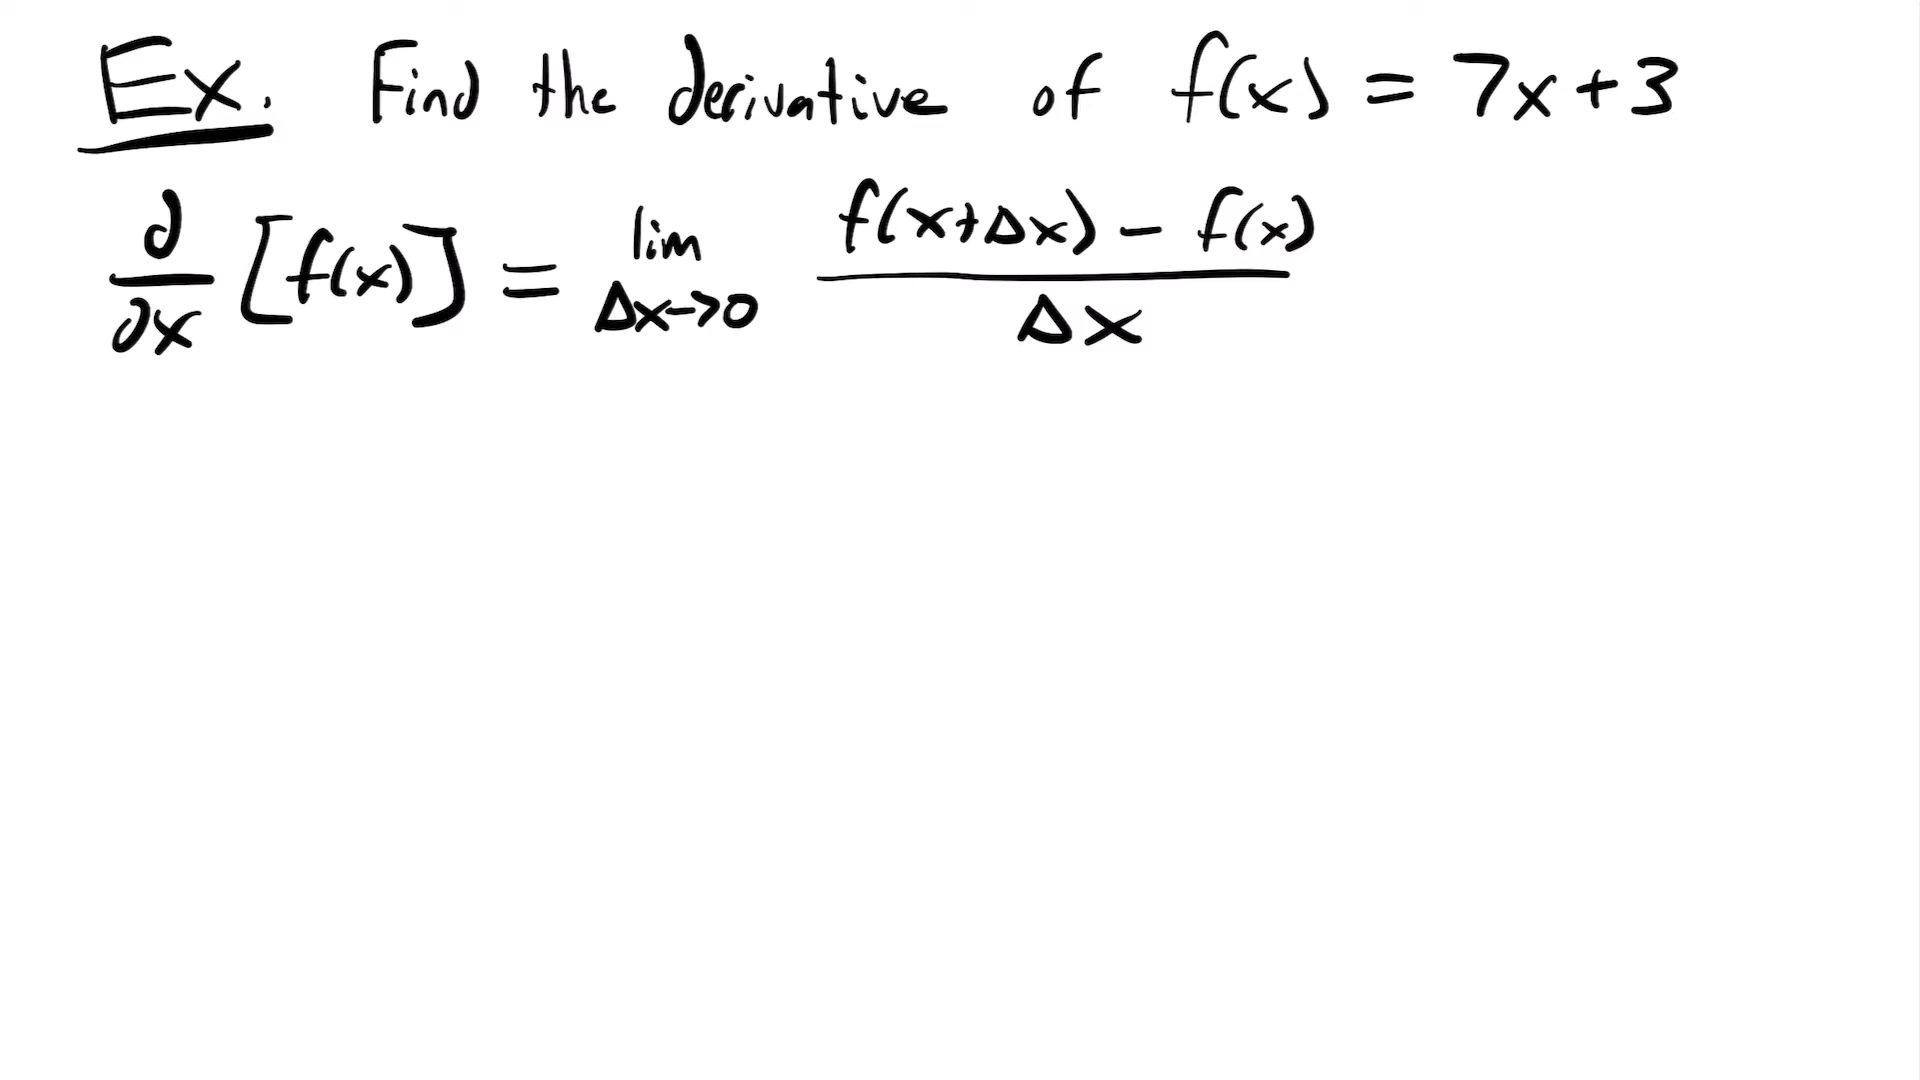 Ex. Find the derivative of f(x) = 7x+3
∂/∂x [f(x)] = lim Δx→0 f(x+Δx) - f(x) / Δx